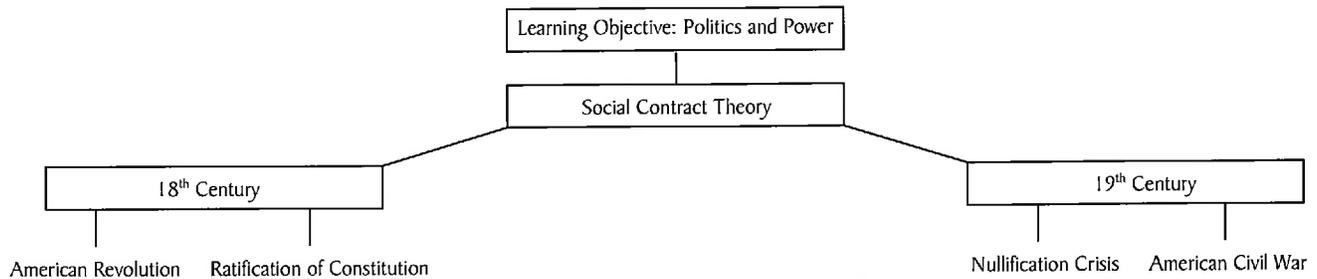 Learning Objective: Politics and Power
Social Contract Theory
18th Century
19th Century
American Revolution
Ratification of Constitution
Nullification Crisis
American Civil War